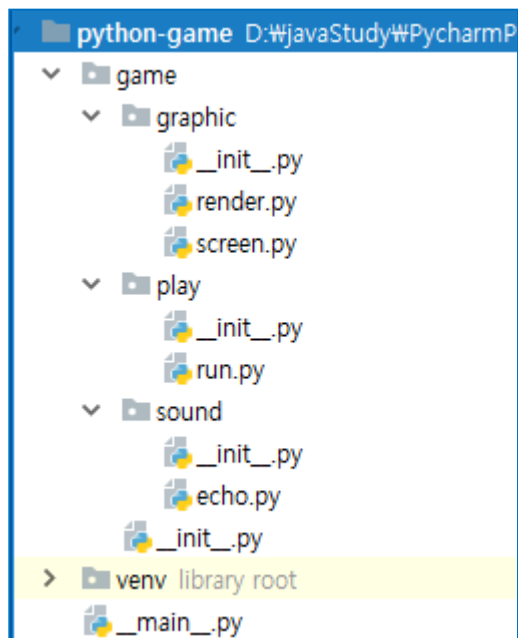 python-game D:₩javaStudy₩PycharmP
game
graphic
__init__.py
render.py
screen.py
play
__init__.py
run.py
sound
__init__.py
echo.py
__init__.py
venv library root
__main__.py